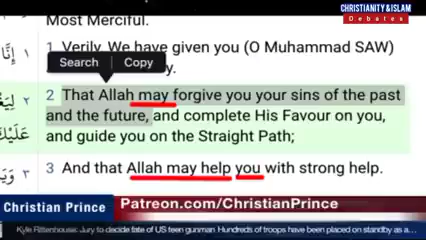 CHRISTIANITY & ISLAM
Debates
Most Merciful.
1 Verily, We have given you (O Muhammad SAW)
Search
Copy
2 That Allah may forgive you your sins of the past
and the future, and complete His Favour on you,
and guide you on the Straight Path;
3 And that Allah may help you with strong help.
Christian Prince
Patreon.com/ChristianPrince
Kyle Rittenhouse: Jury to decide fate of US teen gunman Hundreds of troops have been placed on standby as a...